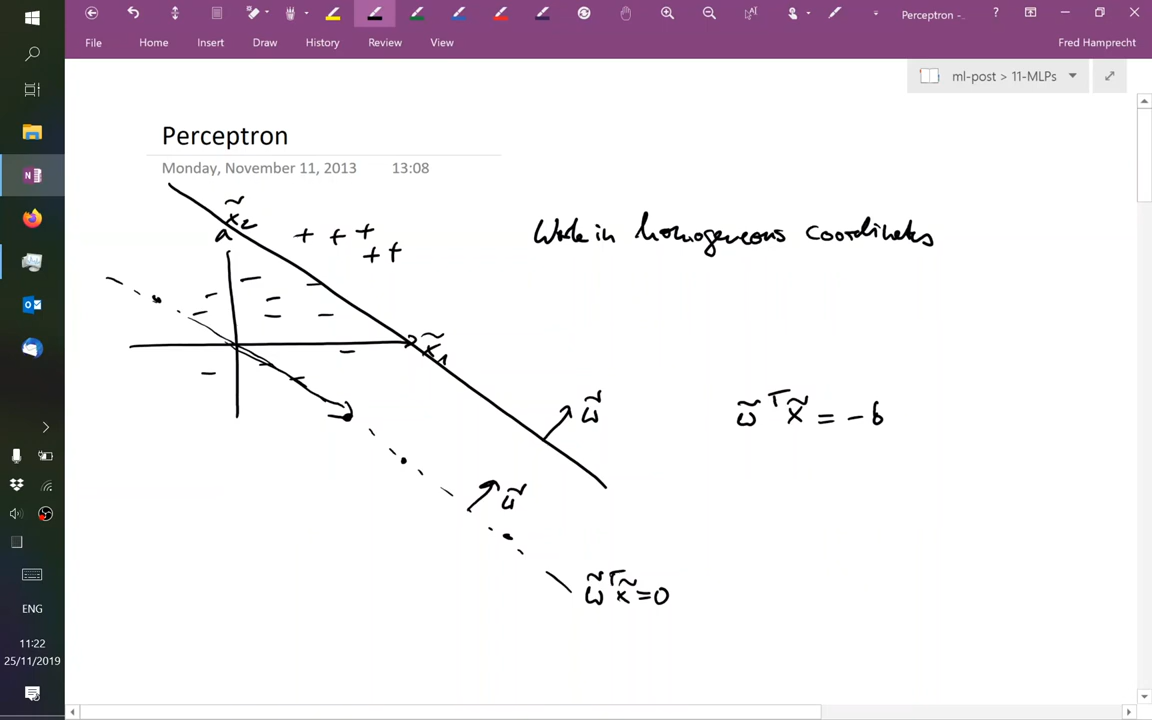 Perceptron -..
?
File Home Insert Draw History Review View
Fred Hamprecht
ml-post > 11-MLPs
Perceptron
Monday, November 11, 2013 13:08
x̃₂
+ + + + +
Work in homogeneous coordinates
x̃₁
w̃
w̃ᵀx̃ = -b
w̃
w̃ᵀx̃ = 0
ENG
11:22
25/11/2019